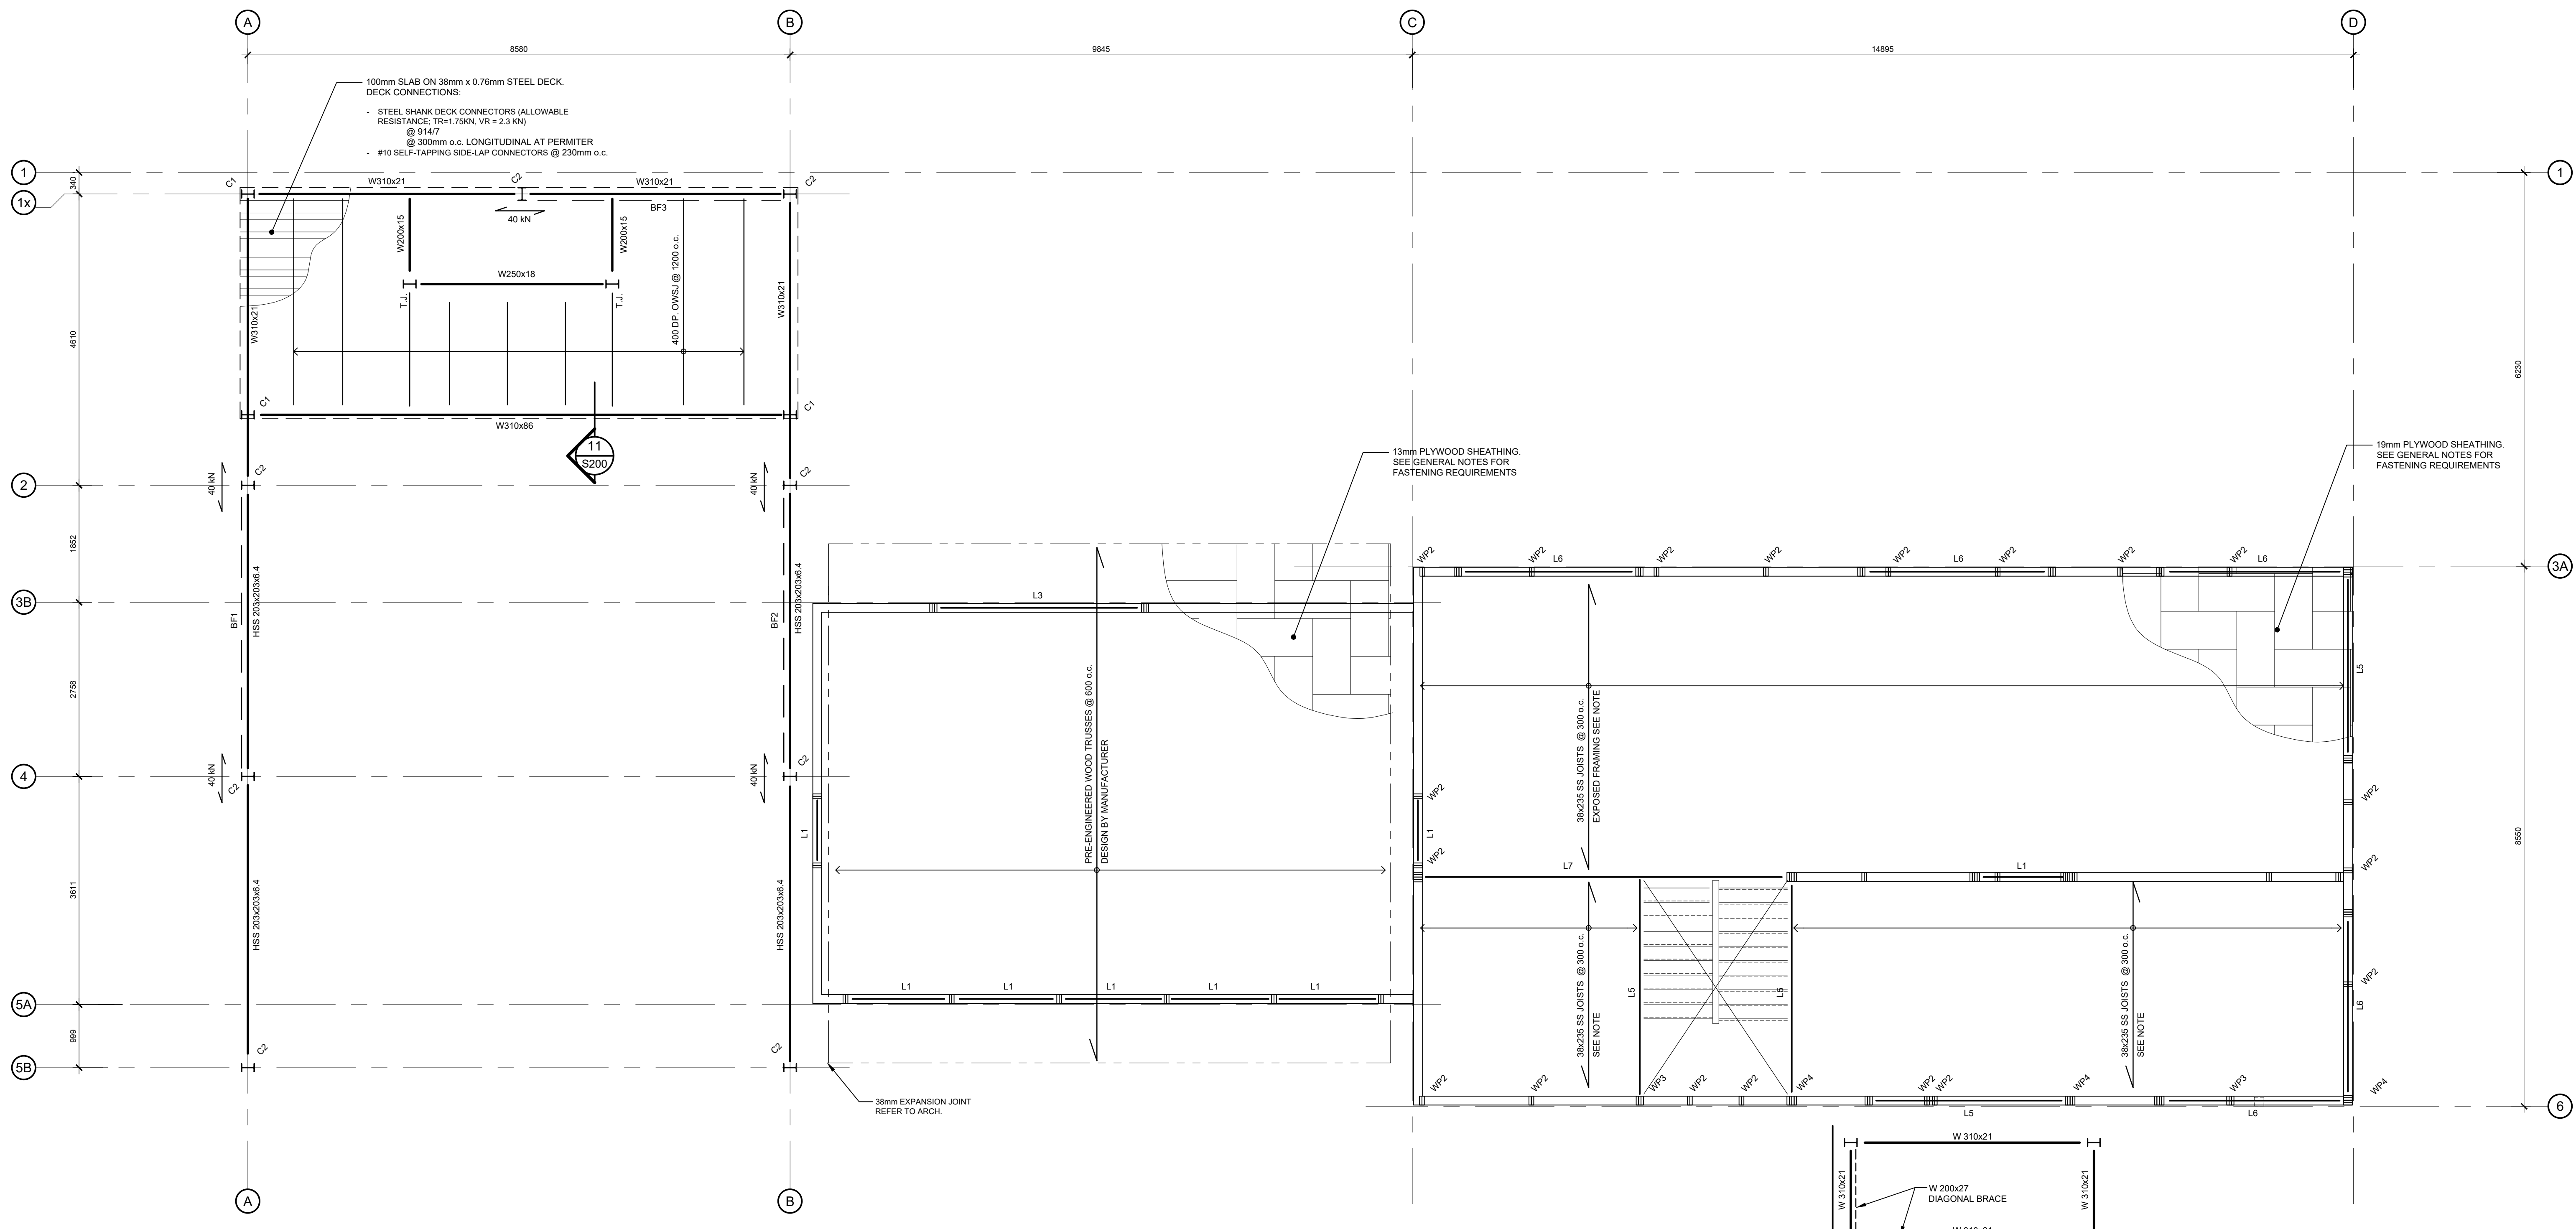 A
B
C
D
8580
9845
14895
100mm SLAB ON 38mm x 0.76mm STEEL DECK.
DECK CONNECTIONS:
- STEEL SHANK DECK CONNECTORS (ALLOWABLE
RESISTANCE; TR=1.75KN, VR = 2.3 KN)
@ 914/7
@ 300mm o.c. LONGITUDINAL AT PERMITER
- #10 SELF-TAPPING SIDE-LAP CONNECTORS @ 230mm o.c.
1
1
340
1x
C1
W310x21
C2
W310x21
C2
40 kN
BF3
W200x15
W200x15
W250x18
T.J.
T.J.
400 DP. OWSJ @ 1200 o.c.
W310x21
W310x21
4610
6230
C1
C1
W310x86
11
S200
13mm PLYWOOD SHEATHING.
SEE GENERAL NOTES FOR
FASTENING REQUIREMENTS
19mm PLYWOOD SHEATHING.
SEE GENERAL NOTES FOR
FASTENING REQUIREMENTS
2
40 kN
C2
40 kN
C2
1852
WP2
WP2
L6
WP2
WP2
WP2
L6
WP2
WP2
WP2
L6
3A
3B
BF1
HSS 203x203x6.4
BF2
HSS 203x203x6.4
L3
2758
PRE-ENGINEERED WOOD TRUSSES @ 600 o.c.
DESIGN BY MANUFACTURER
38x235 SS JOISTS @ 300 o.c.
EXPOSED FRAMING SEE NOTE
L5
4
40 kN
C2
40 kN
C2
L1
WP2
L1
WP2
WP2
8550
L7
L1
WP2
3611
HSS 203x203x6.4
HSS 203x203x6.4
38x235 SS JOISTS @ 300 o.c.
SEE NOTE
L5
L5
38x235 SS JOISTS @ 300 o.c.
SEE NOTE
WP2
L6
L1
L1
L1
L1
L1
5A
999
C2
C2
5B
38mm EXPANSION JOINT
REFER TO ARCH.
WP2
WP2
WP3
WP2
WP2
WP4
WP2
WP2
WP4
WP3
WP4
L5
L6
6
W 310x21
W 310x21
W 310x21
W 200x27
DIAGONAL BRACE
A
B